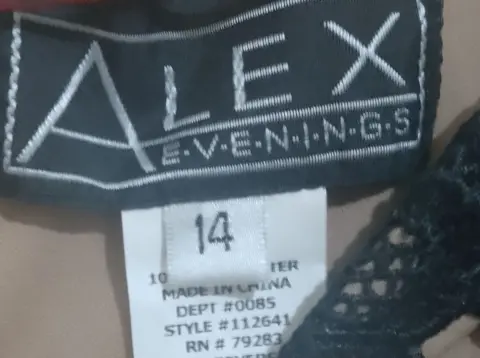 ALEX
E·V·E·N·I·N·G·S
14
MADE IN CHINA
DEPT #0085
STYLE #112641
RN # 79283